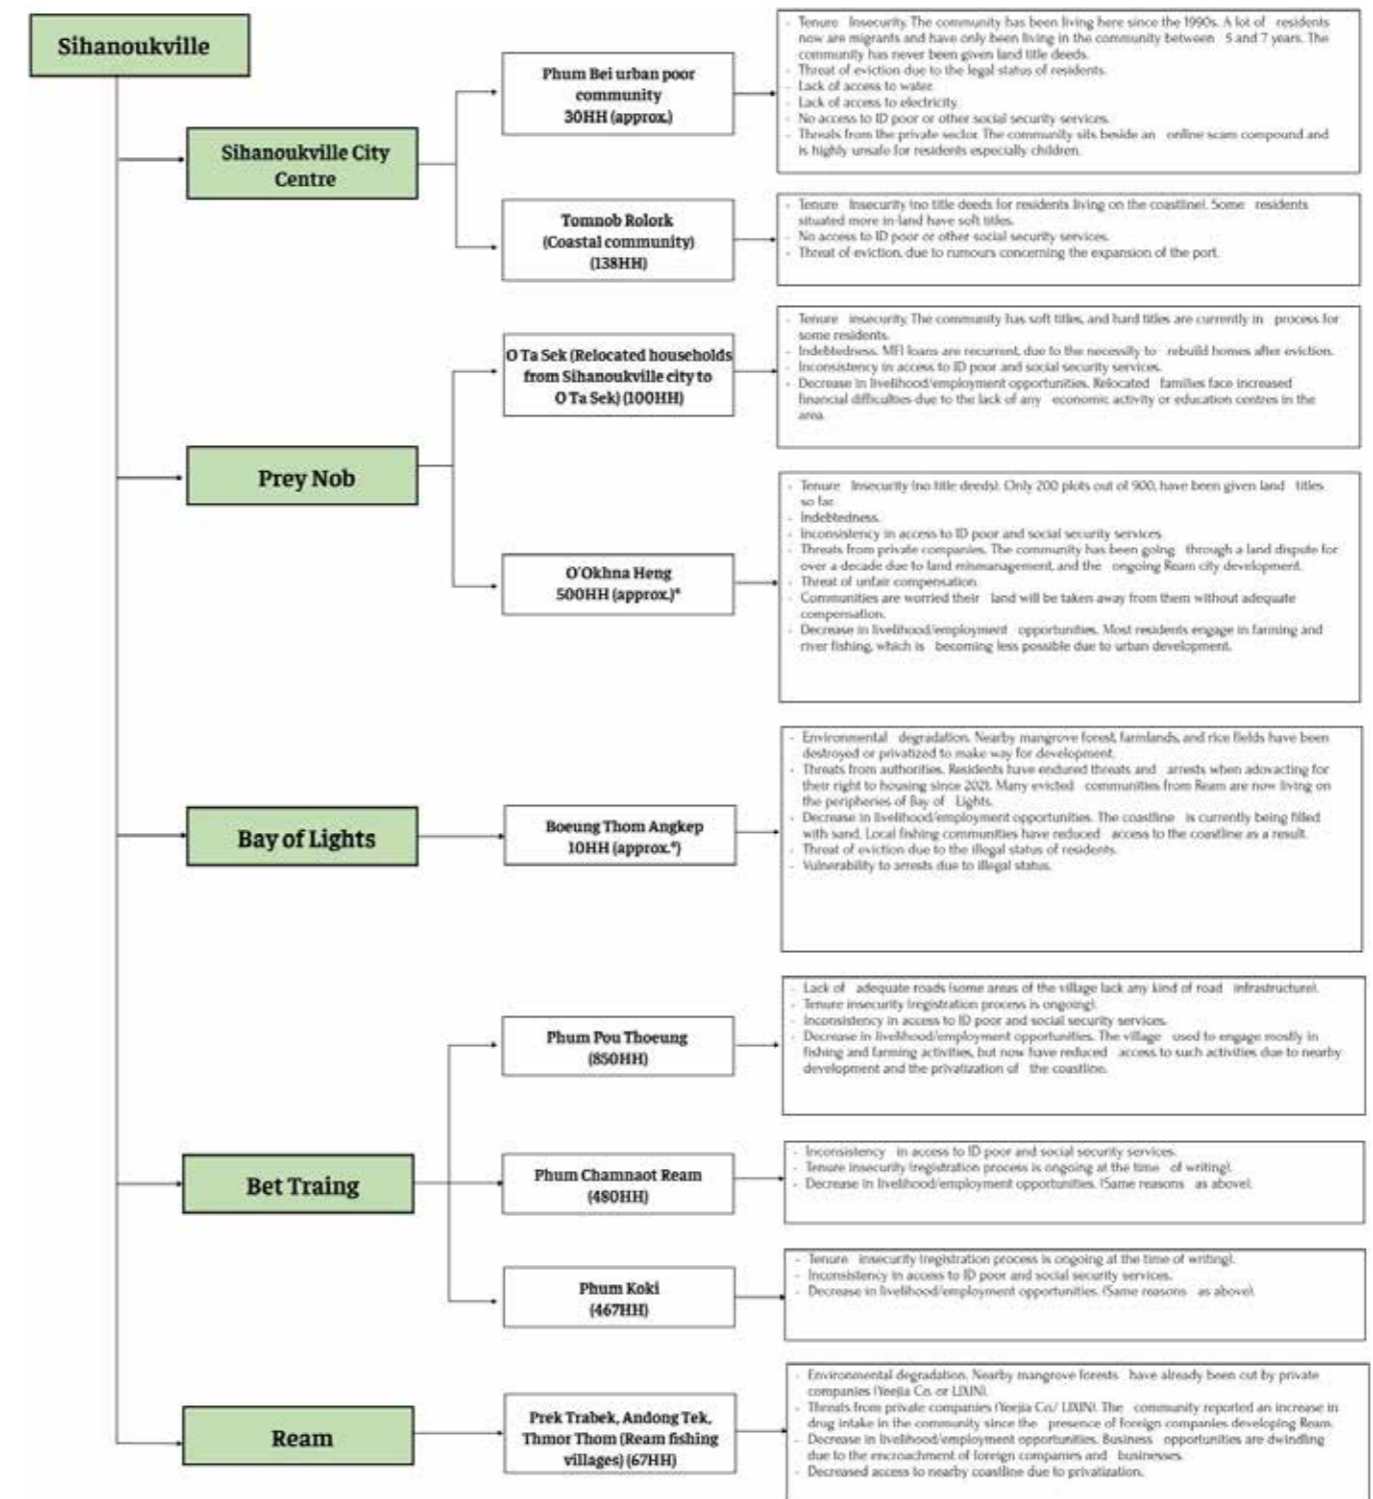 Sihanoukville
Sihanoukville City
Centre
Phum Bei urban poor
community
30HH (approx.)
- Tenure Insecurity. The community has been living here since the 1990s. A lot of residents
now are migrants and have only been living in the community between 5 and 7 years. The
community has never been given land title deeds.
- Threat of eviction due to the legal status of residents.
- Lack of access to water.
- Lack of access to electricity.
- No access to ID poor or other social security services.
- Threats from the private sector. The community sits beside an online scam compound and
is highly unsafe for residents especially children.
Tomnob Rolork
(Coastal community)
(138HH)
- Tenure Insecurity (no title deeds for residents living on the coastline). Some residents
situated more in-land have soft titles.
- No access to ID poor or other social security services.
- Threat of eviction, due to rumours concerning the expansion of the port.
Prey Nob
O Ta Sek (Relocated households
from Sihanoukville city to
O Ta Sek) (100HH)
- Tenure insecurity. The community has soft titles, and hard titles are currently in process for
some residents.
- Indebtedness. MFI loans are recurrent, due to the necessity to rebuild homes after eviction.
- Inconsistency in access to ID poor and social security services.
- Decrease in livelihood/employment opportunities. Relocated families face increased
financial difficulties due to the lack of any economic activity or education centres in the
area.
O'Okhna Heng
500HH (approx.)*
- Tenure Insecurity (no title deeds). Only 200 plots out of 900, have been given land titles
so far.
- Indebtedness.
- Inconsistency in access to ID poor and social security services.
- Threats from private companies. The community has been going through a land dispute for
over a decade due to land mismanagement, and the ongoing Ream city development.
- Threat of unfair compensation.
- Communities are worried their land will be taken away from them without adequate
compensation.
- Decrease in livelihood/employment opportunities. Most residents engage in farming and
river fishing, which is becoming less possible due to urban development.
Bay of Lights
Boeung Thom Angkep
10HH (approx.*)
- Environmental degradation. Nearby mangrove forest, farmlands, and rice fields have been
destroyed or privatized to make way for development.
- Threats from authorities. Residents have endured threats and arrests when adovacting for
their right to housing since 2021. Many evicted communities from Ream are now living on
the peripheries of Bay of Lights.
- Decrease in livelihood/employment opportunities. The coastline is currently being filled
with sand. Local fishing communities have reduced access to the coastline as a result.
- Threat of eviction due to the illegal status of residents.
- Vulnerability to arrests due to illegal status.
Bet Traing
Phum Pou Thoeung
(850HH)
- Lack of adequate roads (some areas of the village lack any kind of road infrastructure).
- Tenure insecurity (registration process is ongoing).
- Inconsistency in access to ID poor and social security services.
- Decrease in livelihood/employment opportunities. The village used to engage mostly in
fishing and farming activities, but now have reduced access to such activities due to nearby
development and the privatization of the coastline.
Phum Chamnaot Ream
(480HH)
- Inconsistency in access to ID poor and social security services.
- Tenure insecurity (registration process is ongoing at the time of writing).
- Decrease in livelihood/employment opportunities. (Same reasons as above).
Phum Koki
(467HH)
- Tenure insecurity (registration process is ongoing at the time of writing).
- Inconsistency in access to ID poor and social security services.
- Decrease in livelihood/employment opportunities. (Same reasons as above).
Ream
Prek Trabek, Andong Tek,
Thmor Thom (Ream fishing
villages) (67HH)
- Environmental degradation. Nearby mangrove forests have already been cut by private
companies (Yeejia Co. or LIXIN).
- Threats from private companies (Yeejia Co./ LIXIN). The community reported an increase in
drug intake in the community since the presence of foreign companies developing Ream.
- Decrease in livelihood/employment opportunities. Business opportunities are dwindling
due to the encroachment of foreign companies and businesses.
- Decreased access to nearby coastline due to privatization.